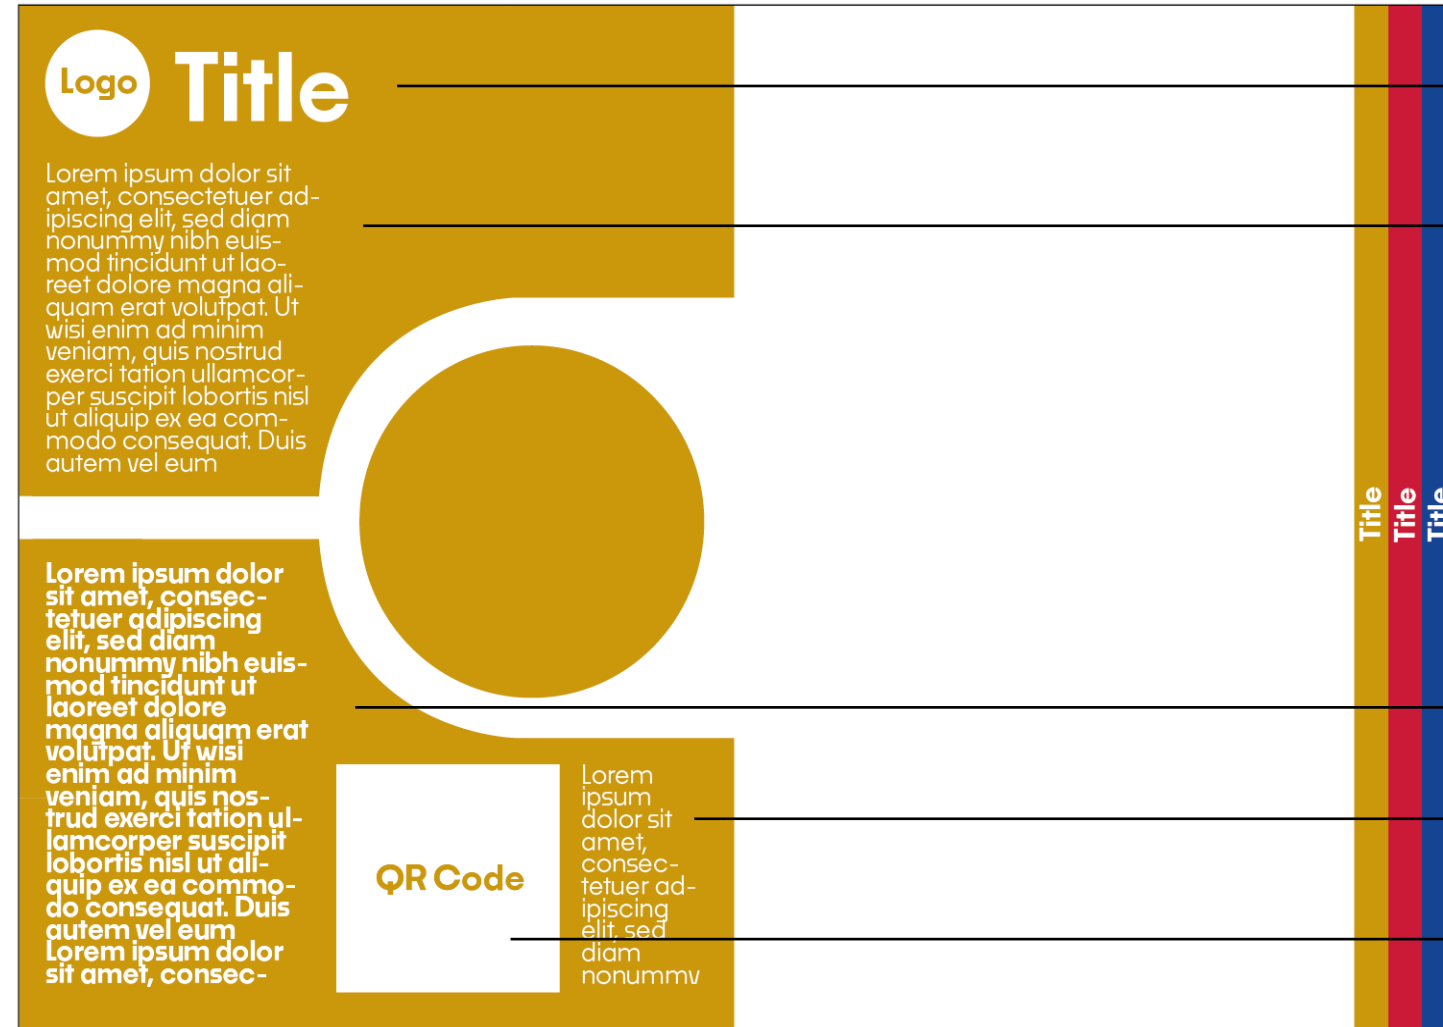 Logo
Title
Lorem ipsum dolor sit
amet, consectetuer ad-
ipiscing elit, sed diam
nonummy nibh euis-
mod tincidunt ut lao-
reet dolore magna ali-
quam erat volutpat. Ut
wisi enim ad minim
veniam, quis nostrud
exerci tation ullamcor-
per suscipit lobortis nisl
ut aliquip ex ea com-
modo consequat. Duis
autem vel eum
Lorem ipsum dolor
sit amet, consec-
tetuer adipiscing
elit, sed diam
nonummy nibh euis-
mod tincidunt ut
laoreet dolore
magna aliquam erat
volutpat. Ut wisi
enim ad minim
veniam, quis nos-
trud exerci tation ul-
lamcorper suscipit
lobortis nisl ut ali-
quip ex ea commo-
do consequat. Duis
autem vel eum
Lorem ipsum dolor
sit amet, consec-
QR Code
Lorem
ipsum
dolor sit
amet,
consec-
tetuer ad-
ipiscing
elit, sed
diam
nonummy
Title
Title
Title